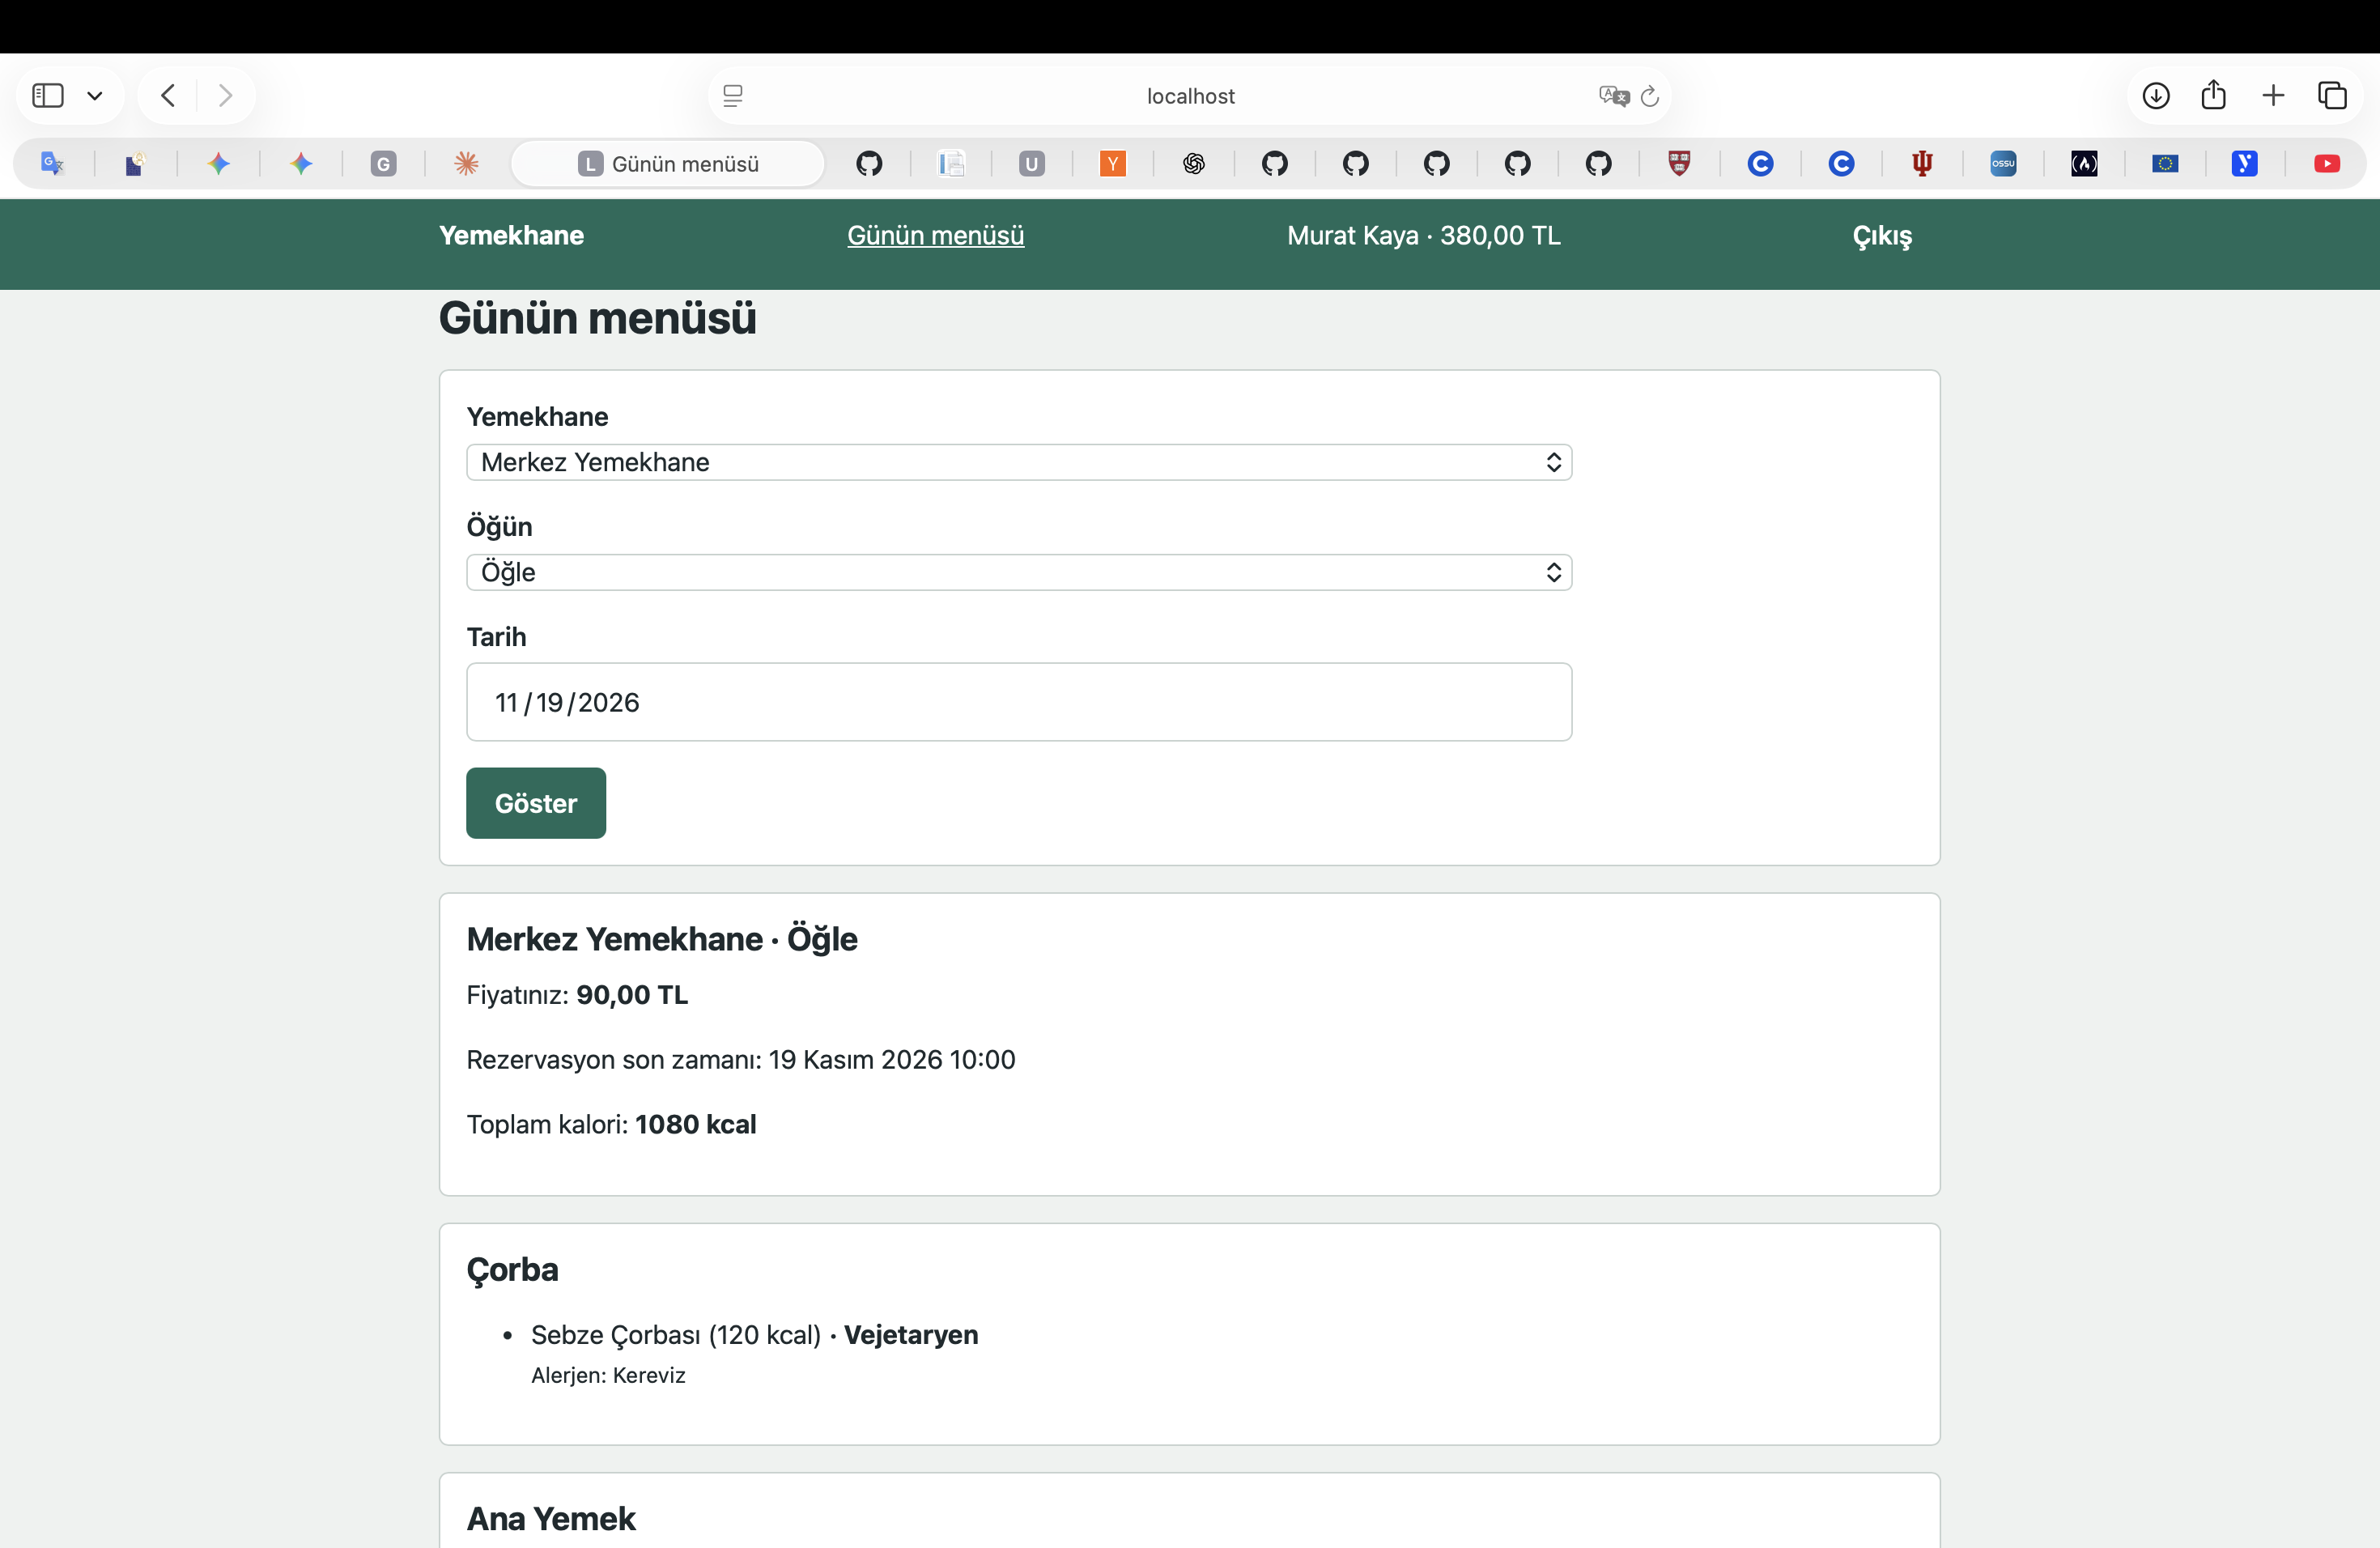 localhost
G
Günün menüsü
L
U
Y
OSSU
Yemekhane
Günün menüsü
Murat Kaya · 380,00 TL
Çıkış
Günün menüsü
Yemekhane
Merkez Yemekhane
Öğün
Öğle
Tarih
11/19/2026
Göster
Merkez Yemekhane · Öğle
Fiyatınız: 90,00 TL
Rezervasyon son zamanı: 19 Kasım 2026 10:00
Toplam kalori: 1080 kcal
Çorba
• Sebze Çorbası (120 kcal) · Vejetaryen
Alerjen: Kereviz
Ana Yemek